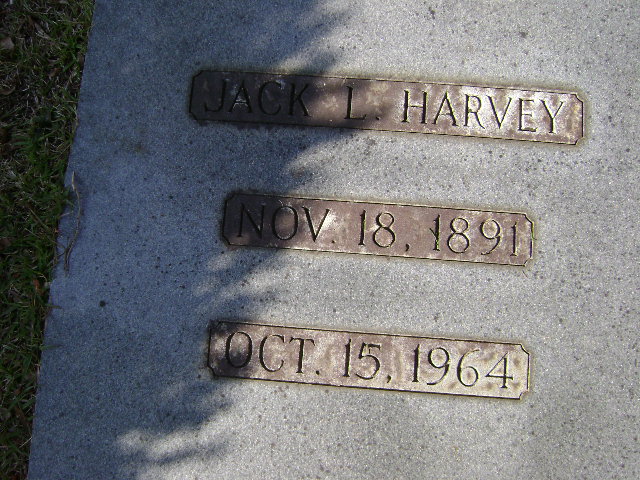 JACK L. HARVEY
NOV. 18, 1891
OCT. 15, 1964